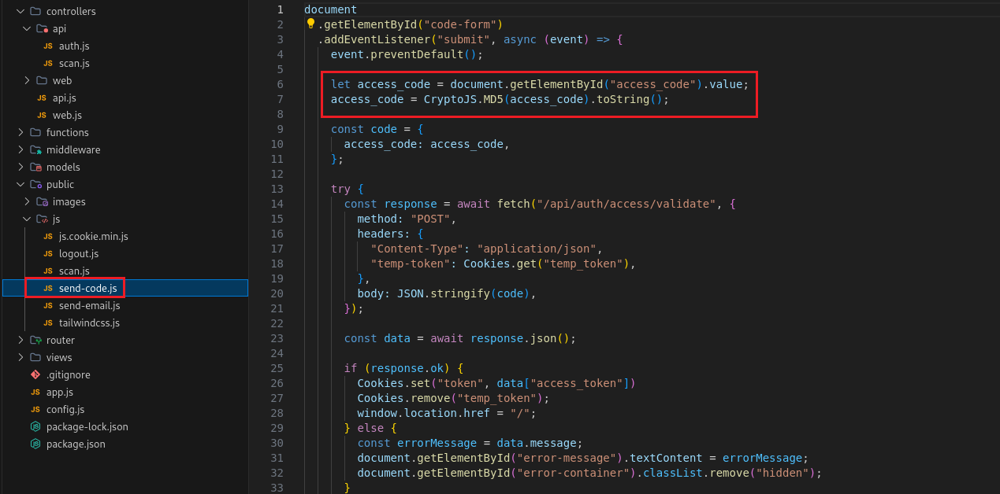 controllers
api
JS auth.js
JS scan.js
web
JS api.js
JS web.js
functions
middleware
models
public
images
js
JS js.cookie.min.js
JS logout.js
JS scan.js
JS send-code.js
JS send-email.js
JS tailwindcss.js
router
views
.gitignore
JS app.js
JS config.js
package-lock.json
package.json
1 document
2 .getElementById("code-form")
3 .addEventListener("submit", async (event) => {
4 event.preventDefault();
5
6 let access_code = document.getElementById("access_code").value;
7 access_code = CryptoJS.MD5(access_code).toString();
8
9 const code = {
10 access_code: access_code,
11 };
12
13 try {
14 const response = await fetch("/api/auth/access/validate", {
15 method: "POST",
16 headers: {
17 "Content-Type": "application/json",
18 "temp-token": Cookies.get("temp_token"),
19 },
20 body: JSON.stringify(code),
21 });
22
23 const data = await response.json();
24
25 if (response.ok) {
26 Cookies.set("token", data["access_token"])
27 Cookies.remove("temp_token");
28 window.location.href = "/";
29 } else {
30 const errorMessage = data.message;
31 document.getElementById("error-message").textContent = errorMessage;
32 document.getElementById("error-container").classList.remove("hidden");
33 }